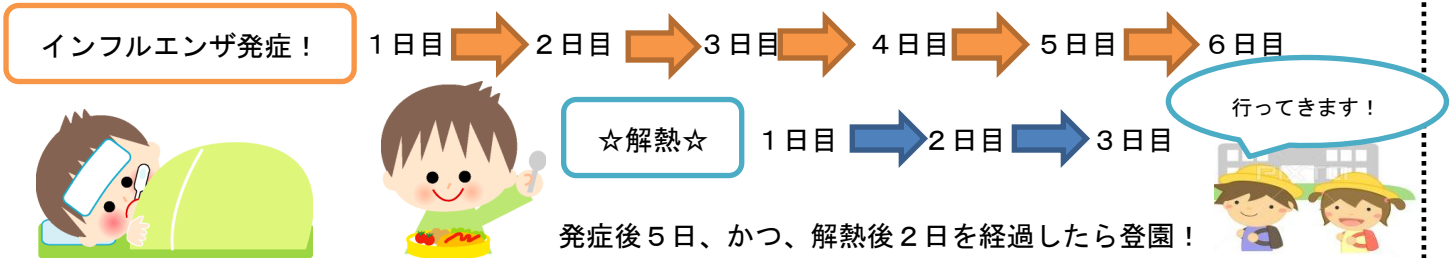 インフルエンザ発症！ １日目 ２日目 ３日目 ４日目 ５日目 ６日目
行ってきます！
☆解熱☆ １日目 ２日目 ３日目
発症後５日、かつ、解熱後２日を経過したら登園！